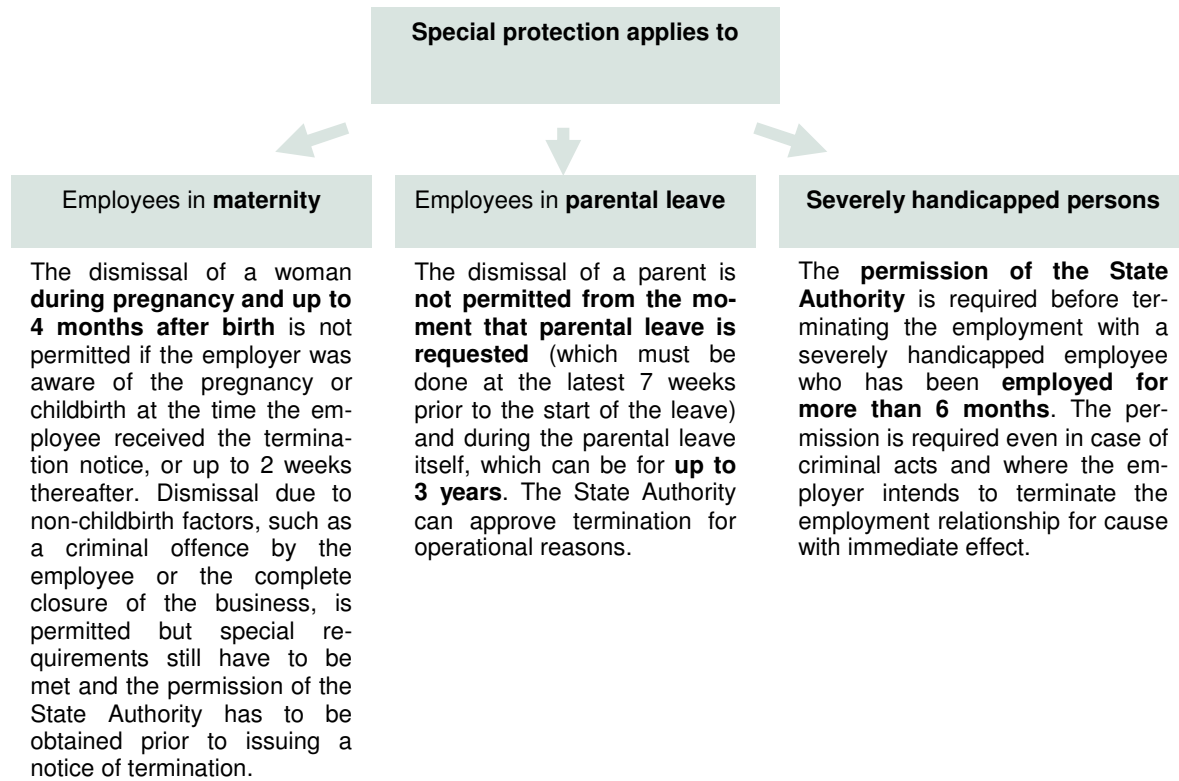 Special protection applies to
Employees in maternity
The dismissal of a woman
during pregnancy and up to
4 months after birth is not
permitted if the employer was
aware of the pregnancy or
childbirth at the time the em-
ployee received the termina-
tion notice, or up to 2 weeks
thereafter. Dismissal due to
non-childbirth factors, such as
a criminal offence by the
employee or the complete
closure of the business, is
permitted but special re-
quirements still have to be
met and the permission of the
State Authority has to be
obtained prior to issuing a
notice of termination.
Employees in parental leave
The dismissal of a parent is
not permitted from the mo-
ment that parental leave is
requested (which must be
done at the latest 7 weeks
prior to the start of the leave)
and during the parental leave
itself, which can be for up to
3 years. The State Authority
can approve termination for
operational reasons.
Severely handicapped persons
The permission of the State
Authority is required before ter-
minating the employment with a
severely handicapped employee
who has been employed for
more than 6 months. The per-
mission is required even in case of
criminal acts and where the em-
ployer intends to terminate the
employment relationship for cause
with immediate effect.